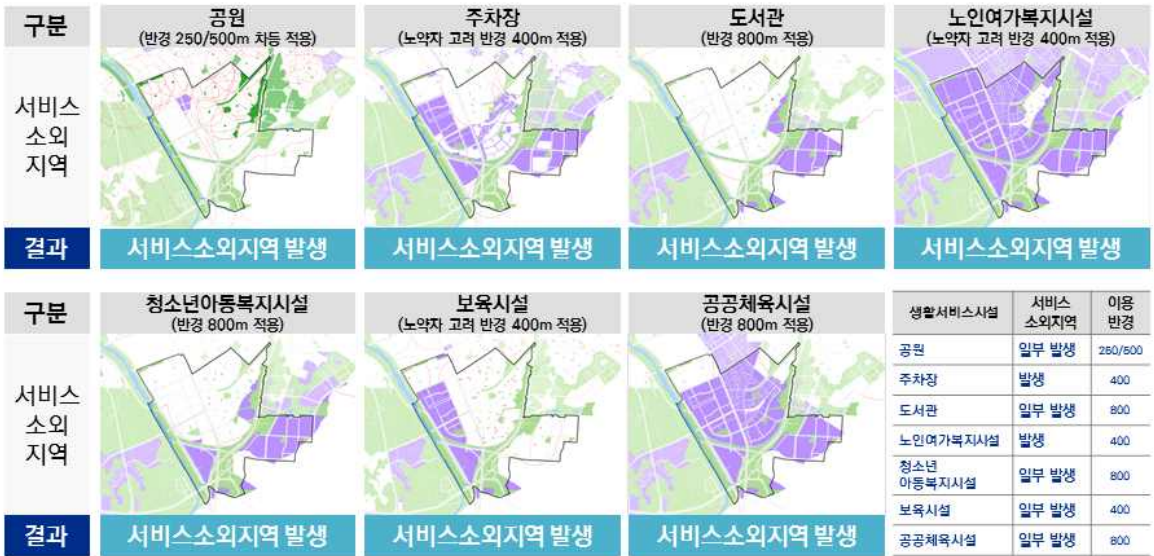 구분
공원
(반경 250/500m 차등 적용)
주차장
(노약자 고려 반경 400m 적용)
도서관
(반경 800m 적용)
노인여가복지시설
(노약자 고려 반경 400m 적용)
서비스
소외
지역
결과
서비스소외지역 발생
서비스소외지역 발생
서비스소외지역 발생
서비스소외지역 발생
구분
청소년아동복지시설
(반경 800m 적용)
보육시설
(노약자 고려 반경 400m 적용)
공공체육시설
(반경 800m 적용)
서비스
소외
지역
결과
서비스소외지역 발생
서비스소외지역 발생
서비스소외지역 발생
생활서비스시설 서비스 소외지역 이용 반경
공원 일부 발생 250/500
주차장 발생 400
도서관 일부 발생 800
노인여가복지시설 발생 400
청소년
아동복지시설 일부 발생 800
보육시설 일부 발생 400
공공체육시설 일부 발생 800